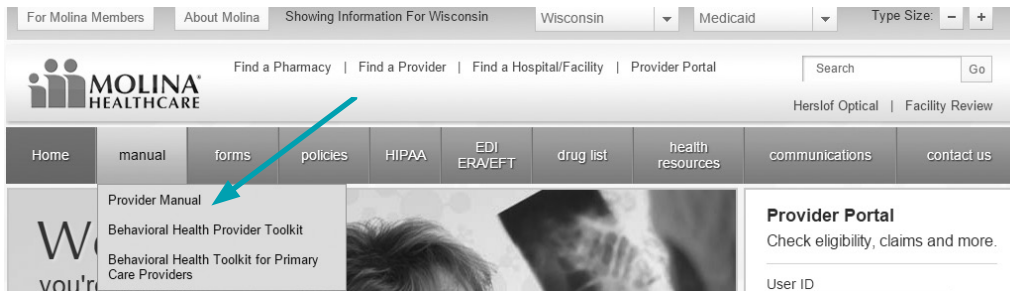 For Molina Members About Molina Showing Information For Wisconsin Wisconsin Medicaid Type Size: – +
Find a Pharmacy | Find a Provider | Find a Hospital/Facility | Provider Portal Search Go
MOLINA®
HEALTHCARE
Herslof Optical | Facility Review
Home manual forms policies HIPAA EDI ERA/EFT drug list health resources communications contact us
Provider Manual
Behavioral Health Provider Toolkit
Behavioral Health Toolkit for Primary
Care Providers
you're
Provider Portal
Check eligibility, claims and more.
User ID